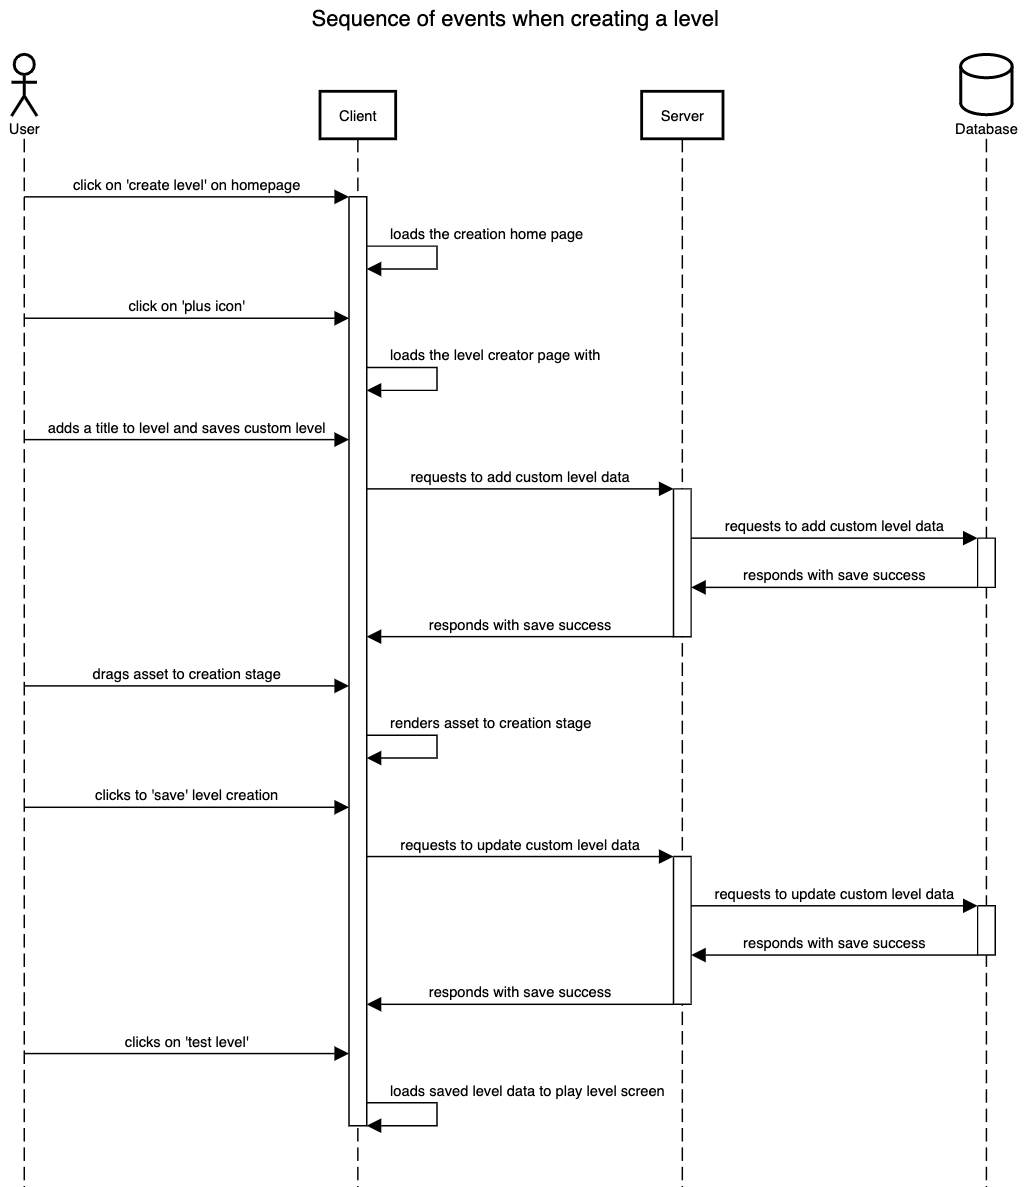 Sequence of events when creating a level
User
Client
Server
Database
click on 'create level' on homepage
loads the creation home page
click on 'plus icon'
loads the level creator page with
adds a title to level and saves custom level
requests to add custom level data
requests to add custom level data
responds with save success
responds with save success
drags asset to creation stage
renders asset to creation stage
clicks to 'save' level creation
requests to update custom level data
requests to update custom level data
responds with save success
responds with save success
clicks on 'test level'
loads saved level data to play level screen